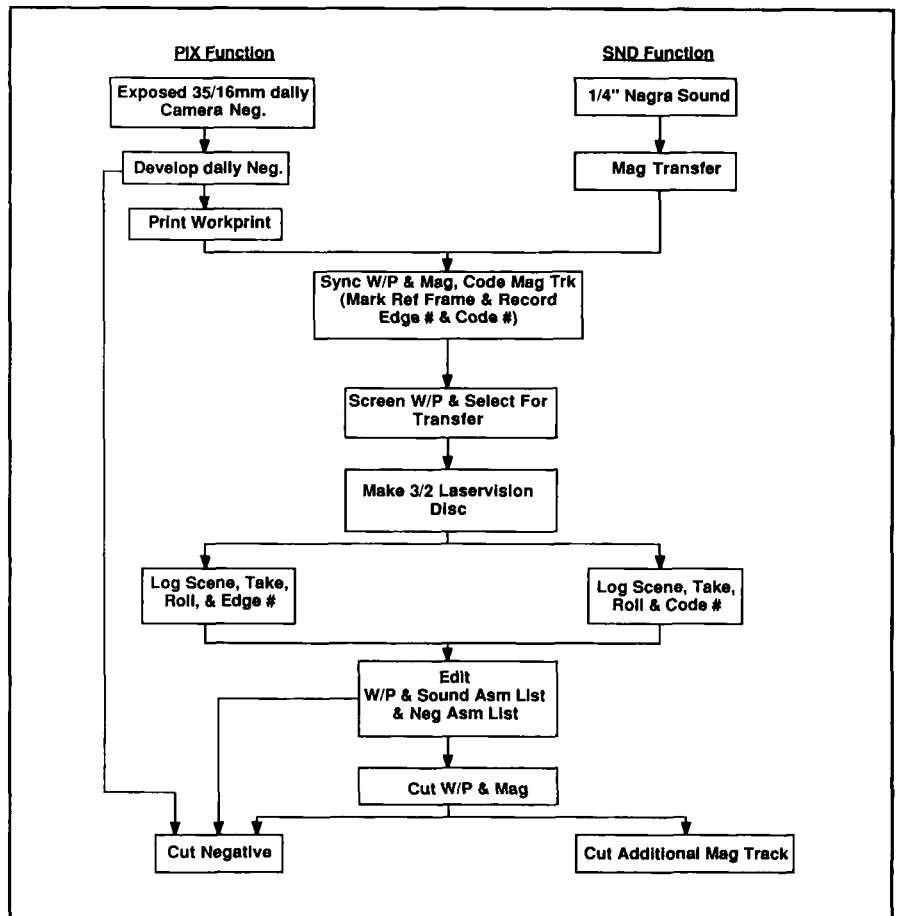 PIX Function
SND Function
Exposed 35/16mm daily
Camera Neg.
1/4" Nagra Sound
Develop daily Neg.
Mag Transfer
Print Workprint
Sync W/P & Mag, Code Mag Trk
(Mark Ref Frame & Record
Edge # & Code #)
Screen W/P & Select For
Transfer
Make 3/2 Laservision
Disc
Log Scene, Take,
Roll, & Edge #
Log Scene, Take,
Roll & Code #
Edit
W/P & Sound Asm List
& Neg Asm List
Cut W/P & Mag
Cut Negative
Cut Additional Mag Track